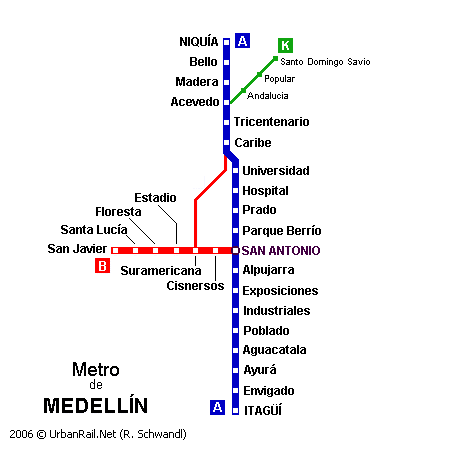 NIQUÍA
A
K
Bello
Santo Domingo Savio
Madera
Popular
Acevedo
Andalucia
Tricentenario
Caribe
Universidad
Hospital
Estadio
Prado
Floresta
Santa Lucía
Parque Berrío
San Javier
SAN ANTONIO
B
Suramericana
Alpujarra
Cisnersos
Exposiciones
Industriales
Poblado
Aguacatala
Ayurá
Envigado
A
ITAGÜÍ
Metro
de
MEDELLÍN
2006 © UrbanRail.Net (R. Schwandl)